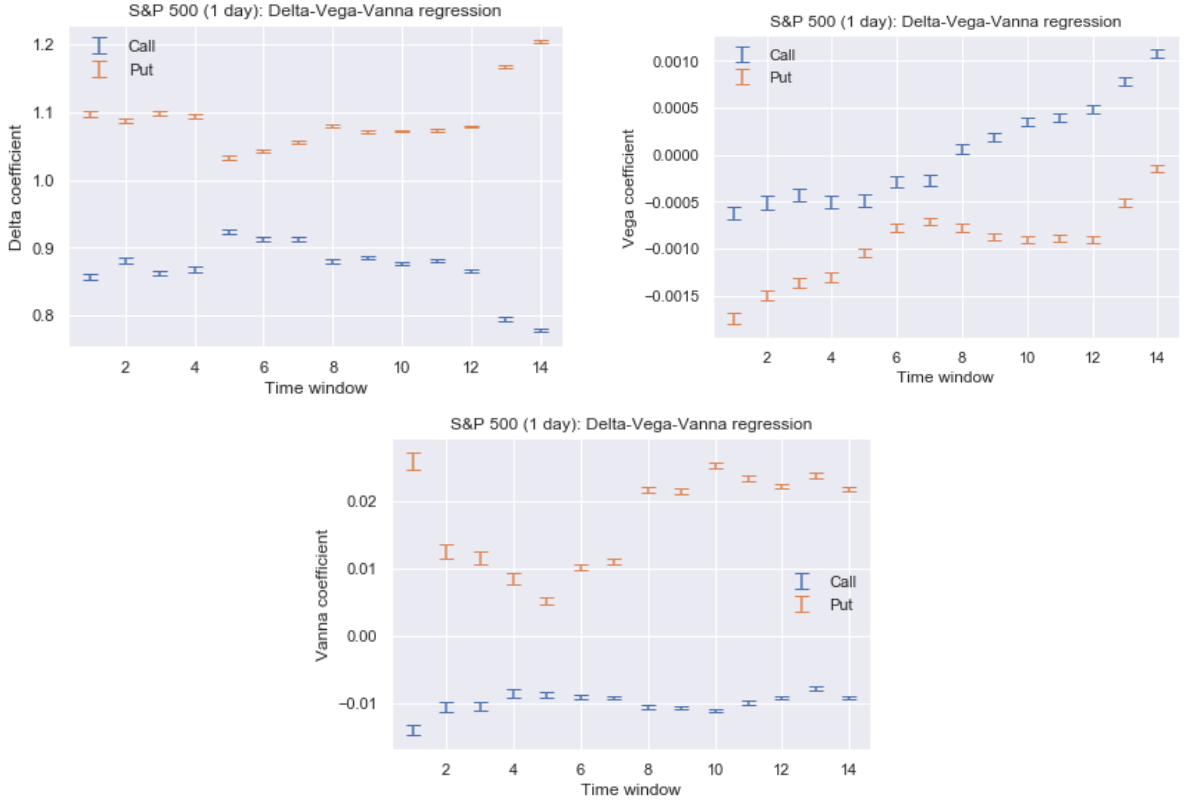 S&P 500 (1 day): Delta-Vega-Vanna regression
Call
Put
1.2
1.1
1.0
0.9
0.8
Delta coefficient
2 4 6 8 10 12 14
Time window
S&P 500 (1 day): Delta-Vega-Vanna regression
Call
Put
0.0010
0.0005
0.0000
−0.0005
−0.0010
−0.0015
Vega coefficient
2 4 6 8 10 12 14
Time window
S&P 500 (1 day): Delta-Vega-Vanna regression
0.02
0.01
0.00
−0.01
Vanna coefficient
Call
Put
2 4 6 8 10 12 14
Time window